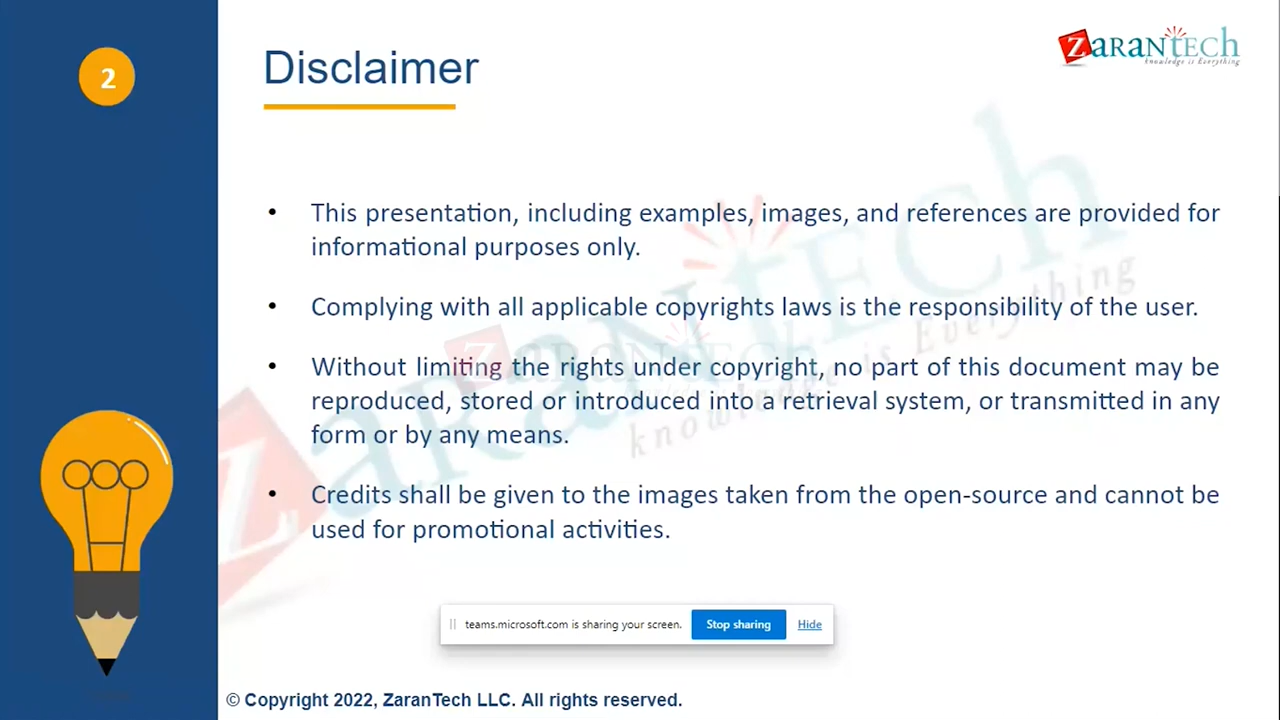 2
Disclaimer
ZARANTECH
knowledge is Everything
• This presentation, including examples, images, and references are provided for
informational purposes only.
• Complying with all applicable copyrights laws is the responsibility of the user.
• Without limiting the rights under copyright, no part of this document may be
reproduced, stored or introduced into a retrieval system, or transmitted in any
form or by any means.
• Credits shall be given to the images taken from the open-source and cannot be
used for promotional activities.
ZARANTECH
knowledge is Everything
teams.microsoft.com is sharing your screen. Stop sharing Hide
© Copyright 2022, ZaranTech LLC. All rights reserved.